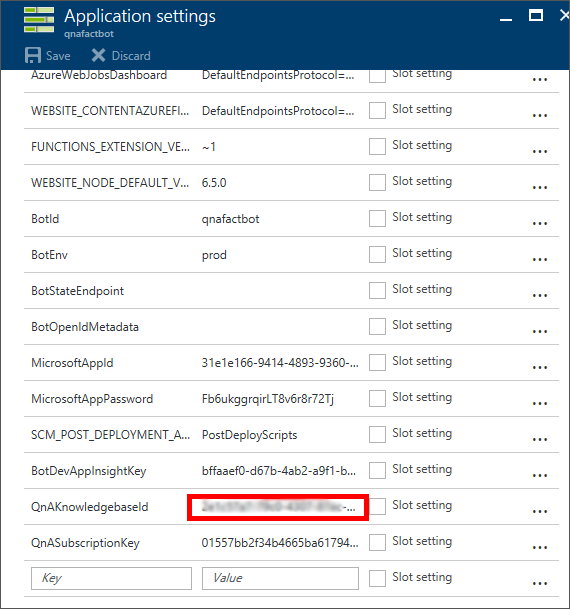 Application settings
qnafactbot
Save Discard
AzureWebJobsDashboard DefaultEndpointsProtocol=... Slot setting ...
WEBSITE_CONTENTAZUREFI... DefaultEndpointsProtocol=... Slot setting ...
FUNCTIONS_EXTENSION_VE... ~1 Slot setting ...
WEBSITE_NODE_DEFAULT_V... 6.5.0 Slot setting ...
BotId qnafactbot Slot setting ...
BotEnv prod Slot setting ...
BotStateEndpoint Slot setting ...
BotOpenIdMetadata Slot setting ...
MicrosoftAppId 31e1e166-9414-4893-9360-... Slot setting ...
MicrosoftAppPassword Fb6ukggrqirLT8v6r8r72Tj Slot setting ...
SCM_POST_DEPLOYMENT_A... PostDeployScripts Slot setting ...
BotDevAppInsightKey bffaaef0-d67b-4ab2-a9f1-b... Slot setting ...
QnAKnowledgebaseId Slot setting ...
QnASubscriptionKey 01557bb2f34b4665ba61794... Slot setting ...
Key Value Slot setting ...